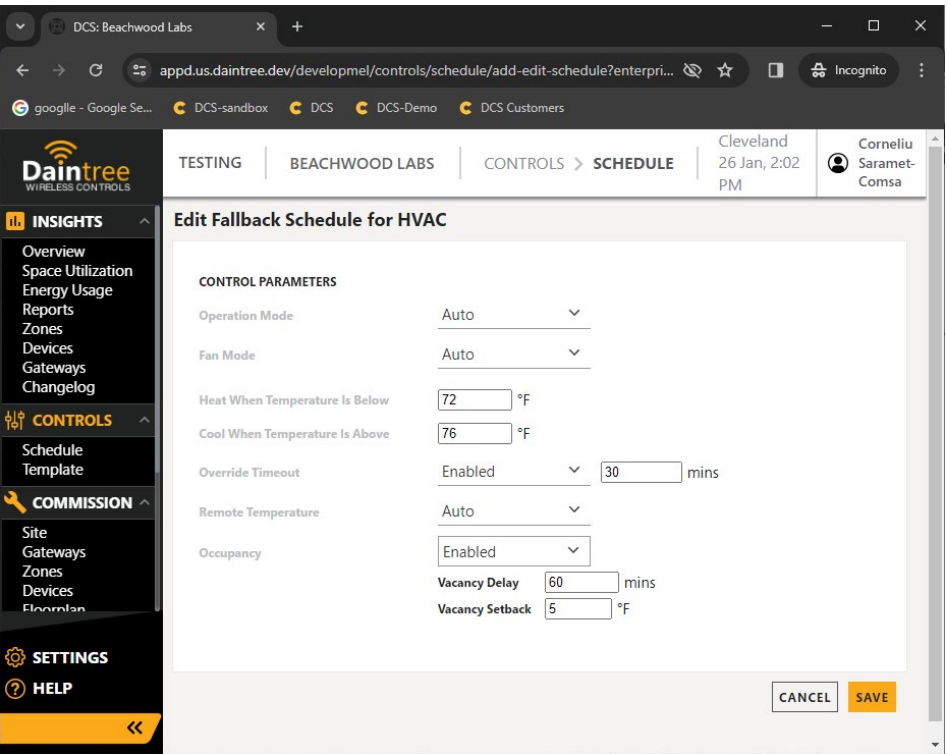 DCS: Beachwood Labs
appd.us.daintree.dev/developmel/controls/schedule/add-edit-schedule?enterpri...
Incognito
googlle - Google Se...
DCS-sandbox
DCS
DCS-Demo
DCS Customers
Daintree
WIRELESS CONTROLS
TESTING
BEACHWOOD LABS
CONTROLS > SCHEDULE
Cleveland
26 Jan, 2:02
PM
Corneliu
Saramet-
Comsa
INSIGHTS
Overview
Space Utilization
Energy Usage
Reports
Zones
Devices
Gateways
Changelog
CONTROLS
Schedule
Template
COMMISSION
Site
Gateways
Zones
Devices
Floorplan
SETTINGS
HELP
Edit Fallback Schedule for HVAC
CONTROL PARAMETERS
Operation Mode Auto
Fan Mode Auto
Heat When Temperature Is Below 72 °F
Cool When Temperature Is Above 76 °F
Override Timeout Enabled 30 mins
Remote Temperature Auto
Occupancy Enabled
Vacancy Delay 60 mins
Vacancy Setback 5 °F
CANCEL SAVE